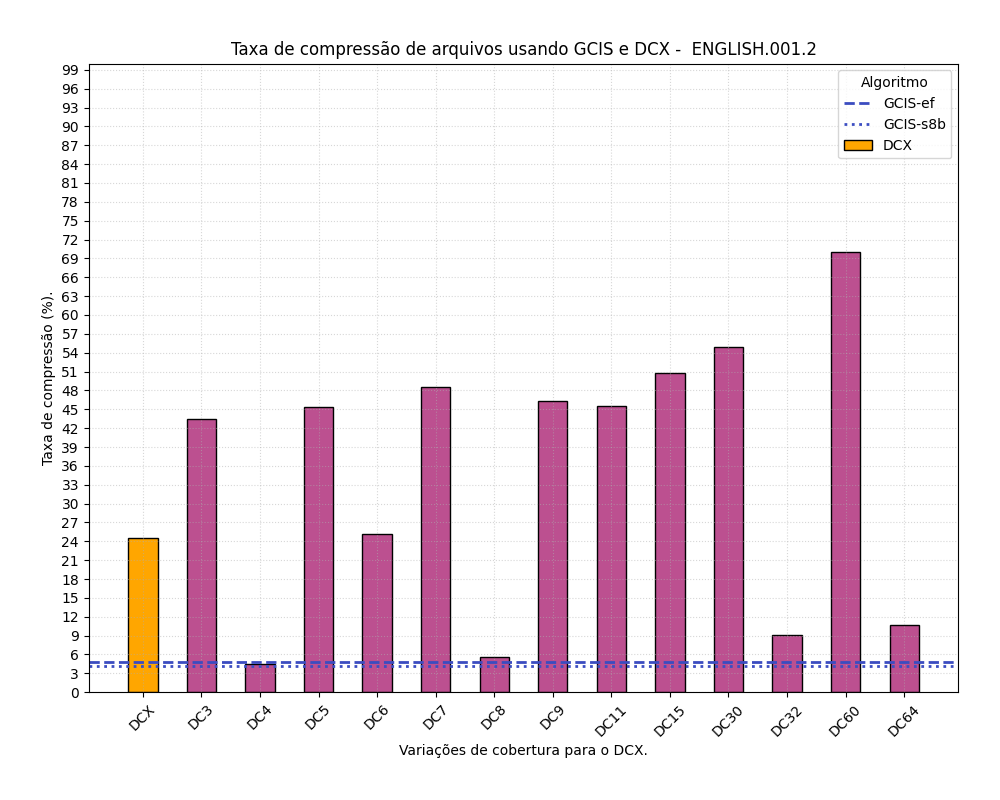 Taxa de compressão de arquivos usando GCIS e DCX -  ENGLISH.001.2
Algoritmo
GCIS-ef
GCIS-s8b
DCX
99
96
93
90
87
84
81
78
75
72
69
66
63
60
57
54
51
48
45
42
39
36
33
30
27
24
21
18
15
12
9
6
3
0
Taxa de compressão (%).
DCX
DC3
DC4
DC5
DC6
DC7
DC8
DC9
DC11
DC15
DC30
DC32
DC60
DC64
Variações de cobertura para o DCX.